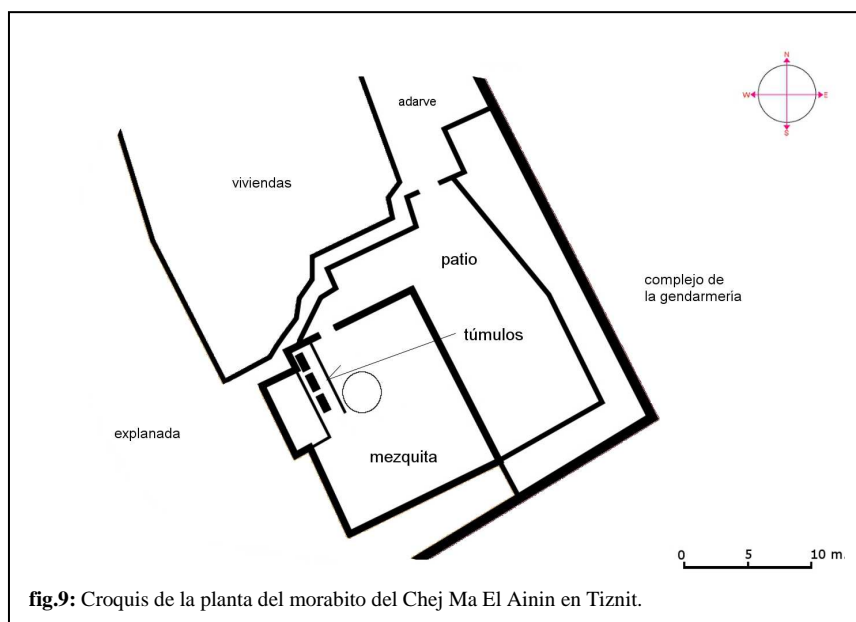 N
W E
S
adarve
viviendas
patio
complejo de
la gendarmeria
túmulos
explanada
mezquita
0 5 10 m.
fig.9: Croquis de la planta del morabito del Chej Ma El Ainin en Tiznit.